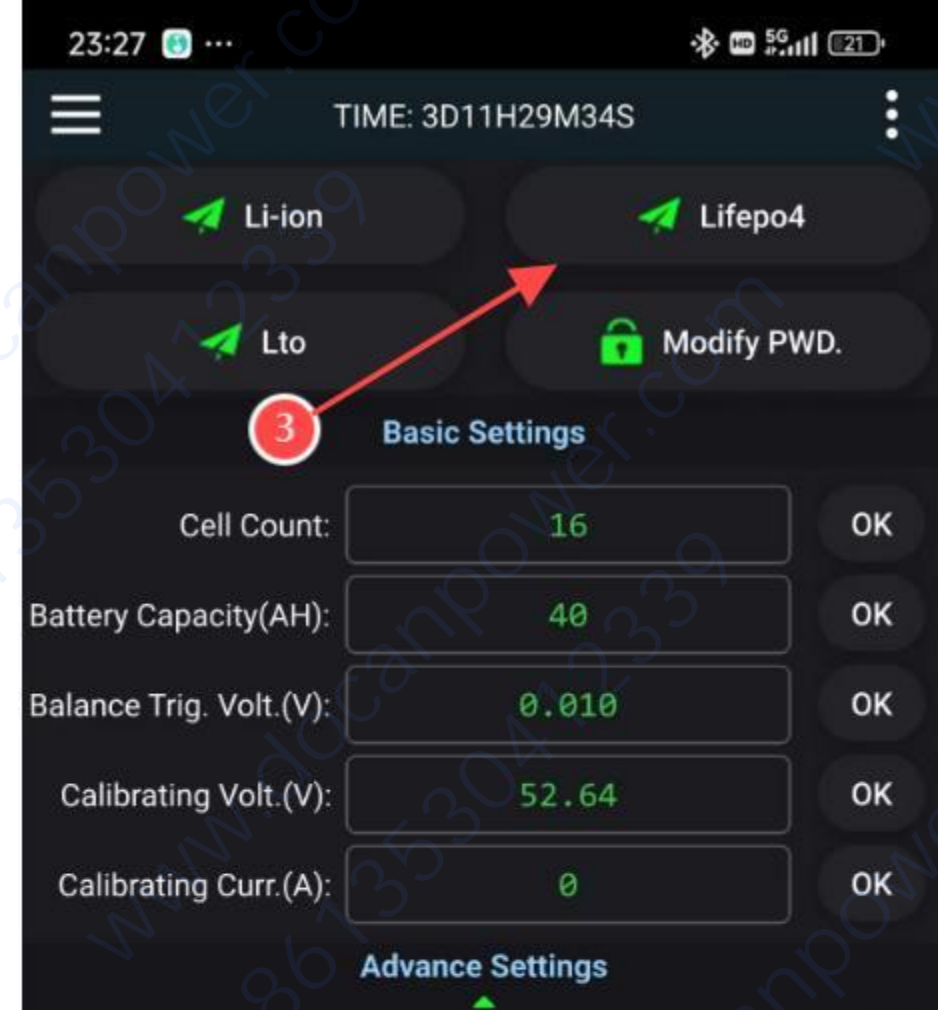 23:27 ... HD 5G 21
TIME: 3D11H29M34S
Li-ion Lifepo4
Lto Modify PWD.
3
Basic Settings
Cell Count: 16 OK
Battery Capacity(AH): 40 OK
Balance Trig. Volt.(V): 0.010 OK
Calibrating Volt.(V): 52.64 OK
Calibrating Curr.(A): 0 OK
Advance Settings